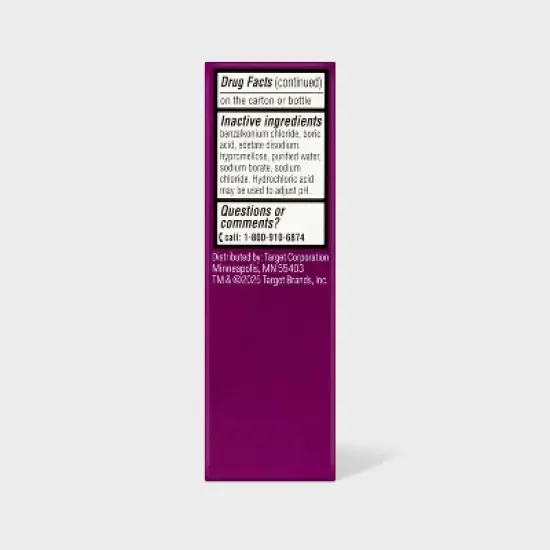 Drug Facts (continued)
on the carton or bottle
Inactive ingredients
benzalkonium chloride, boric
acid, edetate disodium,
hypromellose, purified water,
sodium borate, sodium
chloride. Hydrochloric acid
may be used to adjust pH.
Questions or
comments?
call: 1-800-910-6874
Distributed by: Target Corporation
Minneapolis, MN 55403
TM & ©2025 Target Brands, Inc.